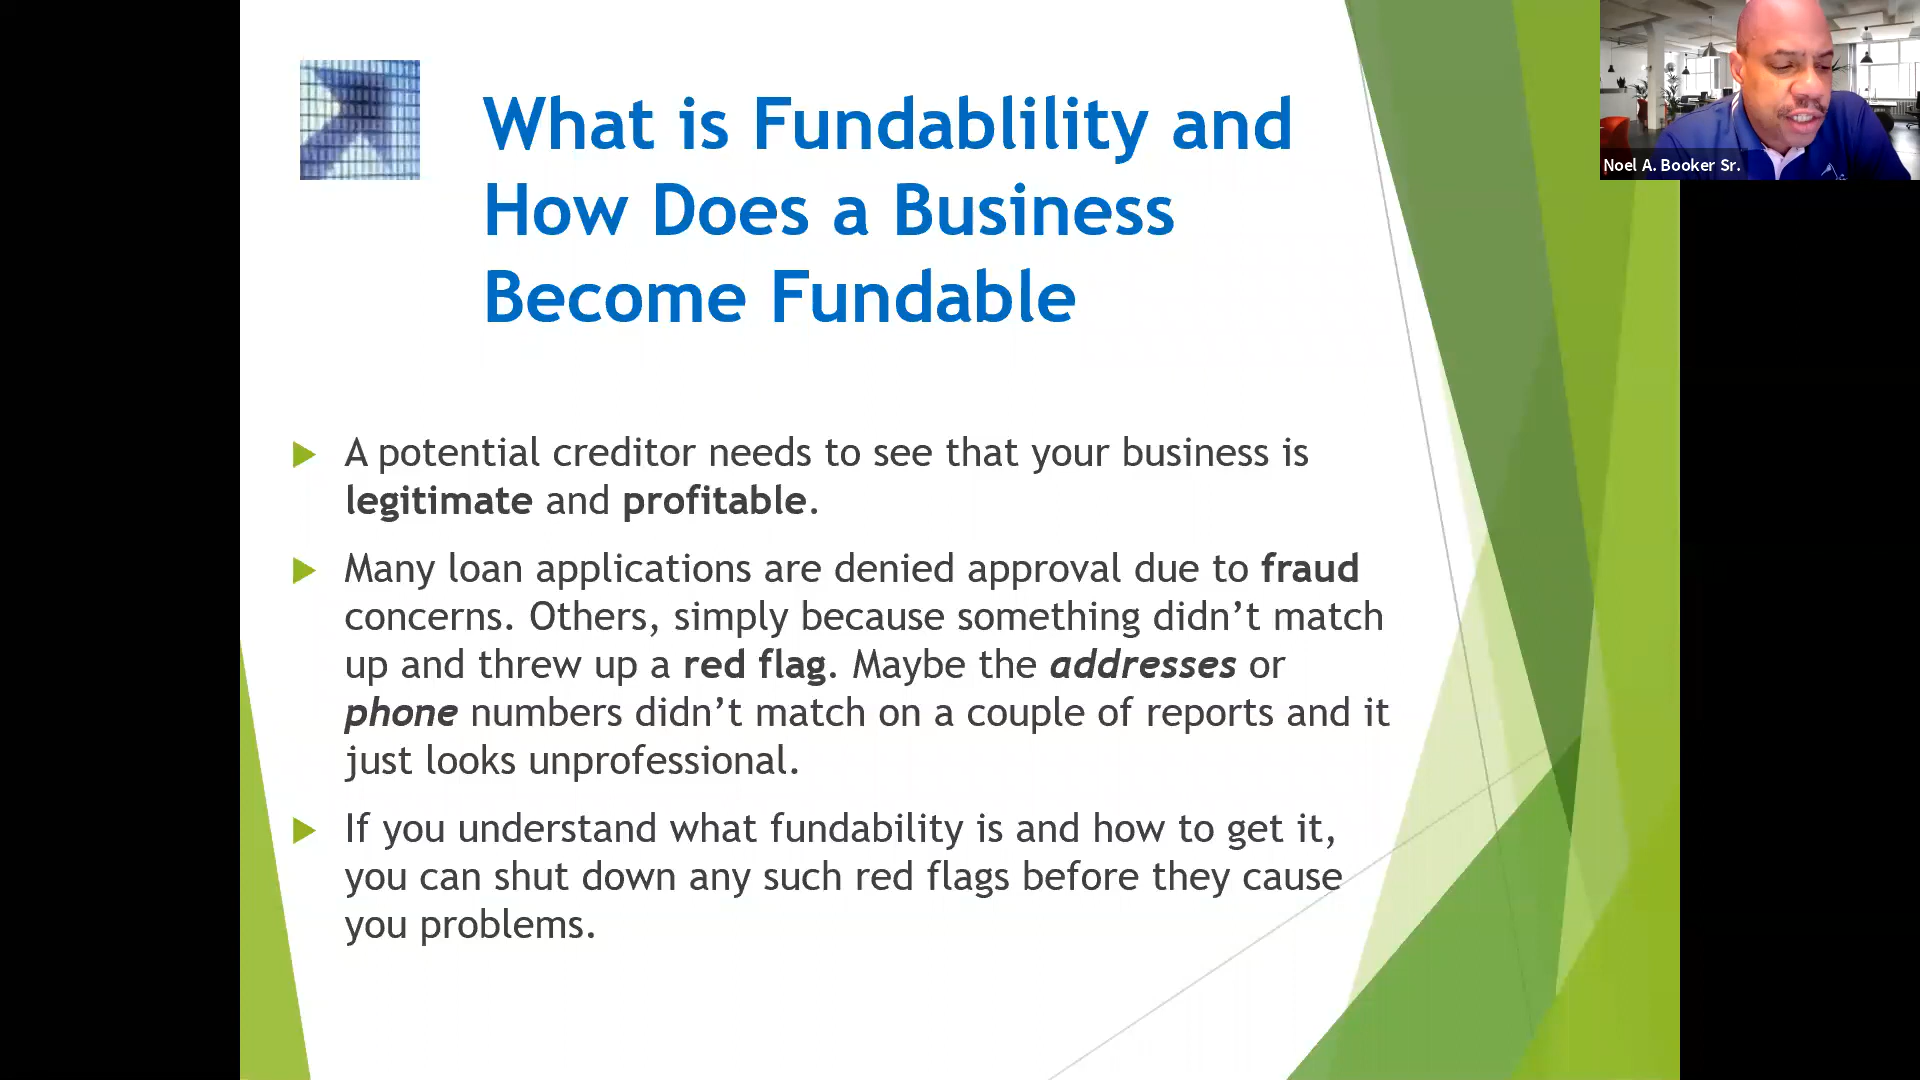 What is Fundablility and
How Does a Business
Become Fundable
A potential creditor needs to see that your business is
legitimate and profitable.
Many loan applications are denied approval due to fraud
concerns. Others, simply because something didn’t match
up and threw up a red flag. Maybe the addresses or
phone numbers didn’t match on a couple of reports and it
just looks unprofessional.
If you understand what fundability is and how to get it,
you can shut down any such red flags before they cause
you problems.
Noel A. Booker Sr.